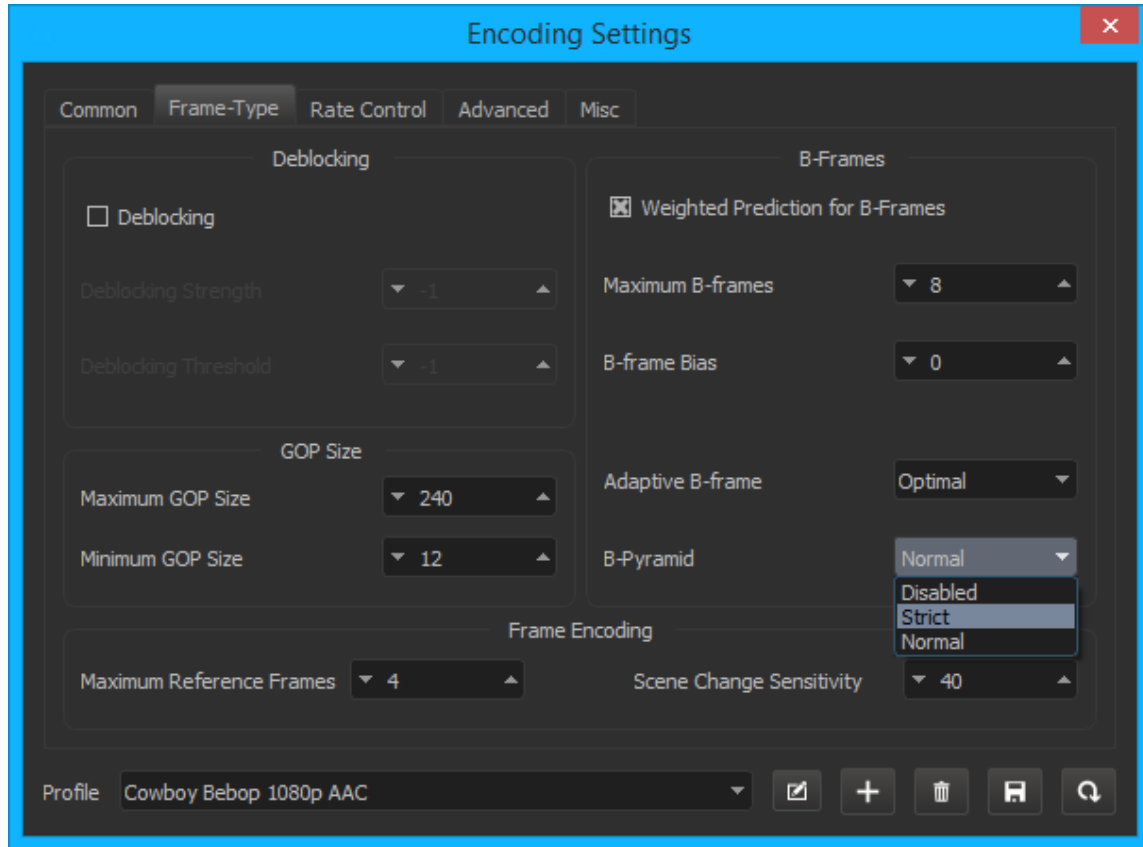 Encoding Settings
Common Frame-Type Rate Control Advanced Misc
Deblocking
Deblocking
Deblocking Strength -1
Deblocking Threshold -1
GOP Size
Maximum GOP Size 240
Minimum GOP Size 12
B-Frames
Weighted Prediction for B-Frames
Maximum B-frames 8
B-frame Bias 0
Adaptive B-frame Optimal
B-Pyramid Normal
Disabled
Strict
Normal
Frame Encoding
Maximum Reference Frames 4 Scene Change Sensitivity 40
Profile Cowboy Bebop 1080p AAC